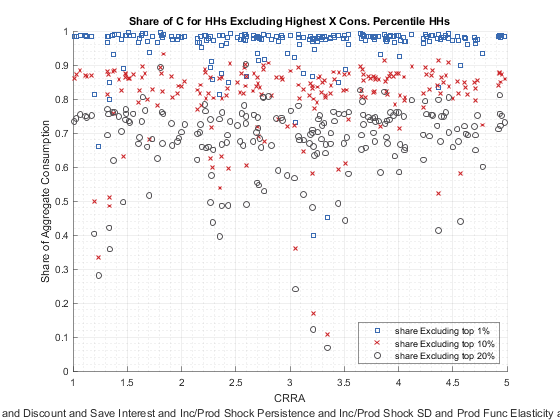 Share of C for HHs Excluding Highest X Cons. Percentile HHs
Share of Aggregate Consumption
1
0.9
0.8
0.7
0.6
0.5
0.4
0.3
0.2
0.1
0
share Excluding top 1%
share Excluding top 10%
share Excluding top 20%
1 1.5 2 2.5 3 3.5 4 4.5 5
CRRA
and Discount and Save Interest and Inc/Prod Shock Persistence and Inc/Prod Shock SD and Prod Func Elasticity a